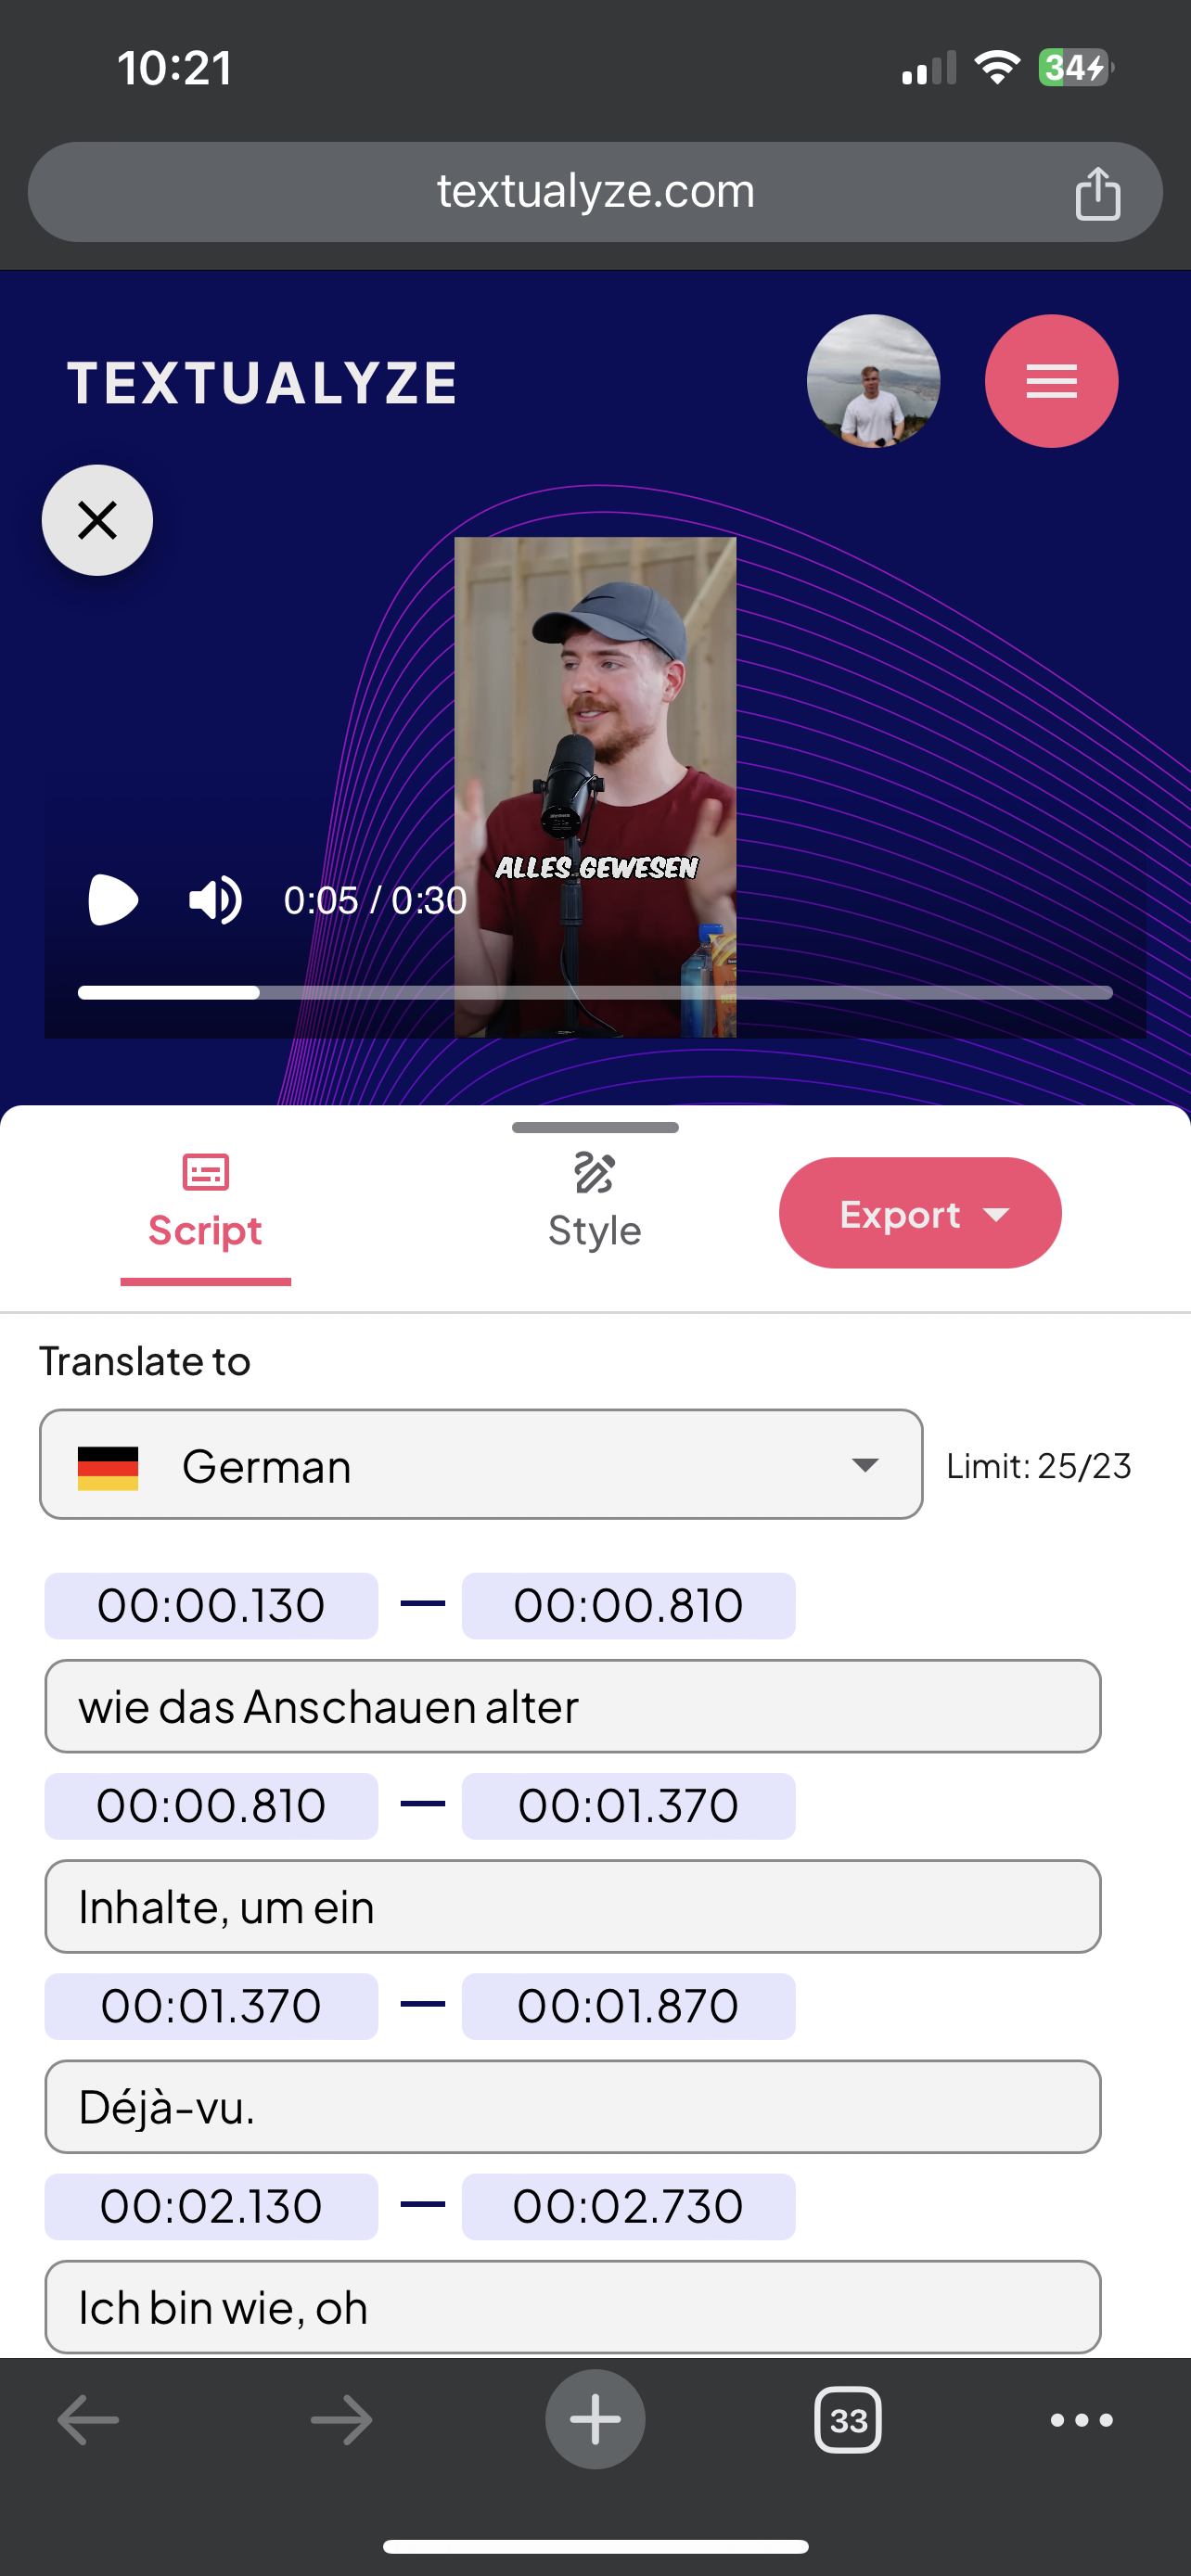 10:21
34
textualyze.com
TEXTUALYZE
ALLES GEWESEN
0:05 / 0:30
Script
Style
Export
Translate to
German
Limit: 25/23
00:00.130 — 00:00.810
wie das Anschauen alter
00:00.810 — 00:01.370
Inhalte, um ein
00:01.370 — 00:01.870
Déjà-vu.
00:02.130 — 00:02.730
Ich bin wie, oh
33